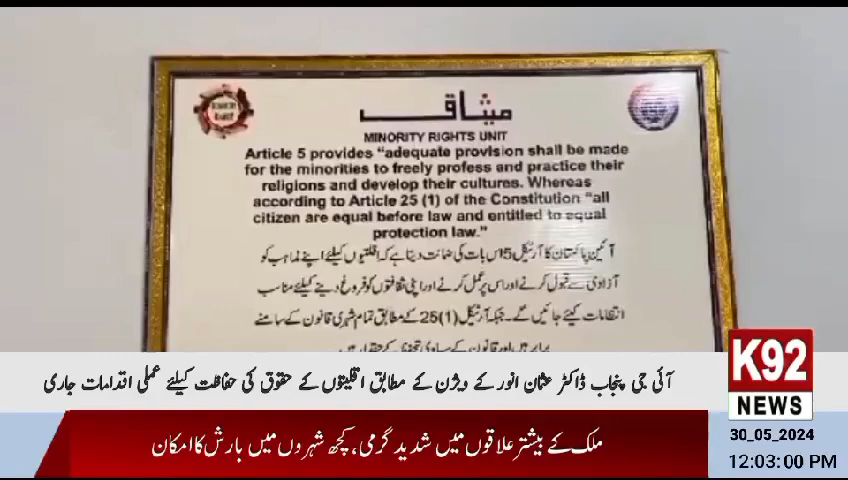 میثاق
MINORITY RIGHTS UNIT
Article 5 provides "adequate provision shall be made
for the minorities to freely profess and practice their
religions and develop their cultures. Whereas
according to Article 25 (1) of the Constitution "all
citizen are equal before law and entitled to equal
protection law."
آئین پاکستان کا آرٹیکل 5 اس بات کی ضمانت دیتا ہے کہ اقلیتوں کیلئے اپنے مذاہب کو
آزادی سے قبول کرنے اور اس پر عمل کرنے اور اپنی ثقافتوں کو فروغ دینے کیلئے مناسب
انتظامات کیئے جائیں گے۔ جبکہ آرٹیکل (1) 25 کے مطابق تمام شہری قانون کے سامنے
برابر ہیں اور قانون کے
آئی جی پنجاب ڈاکٹر عثمان انور کے ویژن کے مطابق اقلیتوں کے حقوق کی حفاظت کیلئے عملی اقدامات جاری
K92
NEWS
ملک کے بیشتر علاقوں میں شدید گرمی، کچھ شہروں میں بارش کا امکان
30_05_2024
12:03:00 PM